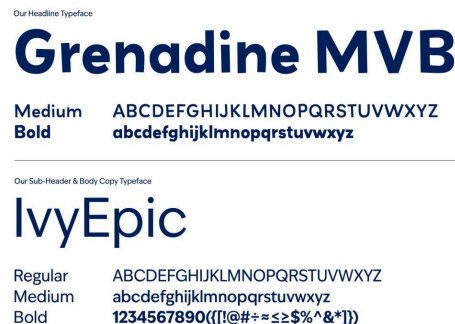 Our Headline Typeface
Grenadine MVB
Medium ABCDEFGHIJKLMNOPQRSTUVWXYZ
Bold abcdefghijklmnopqrstuvwxyz
Our Sub-Header & Body Copy Typeface
IvyEpic
Regular ABCDEFGHIJKLMNOPQRSTUVWXYZ
Medium abcdefghijklmnopqrstuvwxyz
Bold 1234567890({[!@#÷≈≤≥$%^&*]})